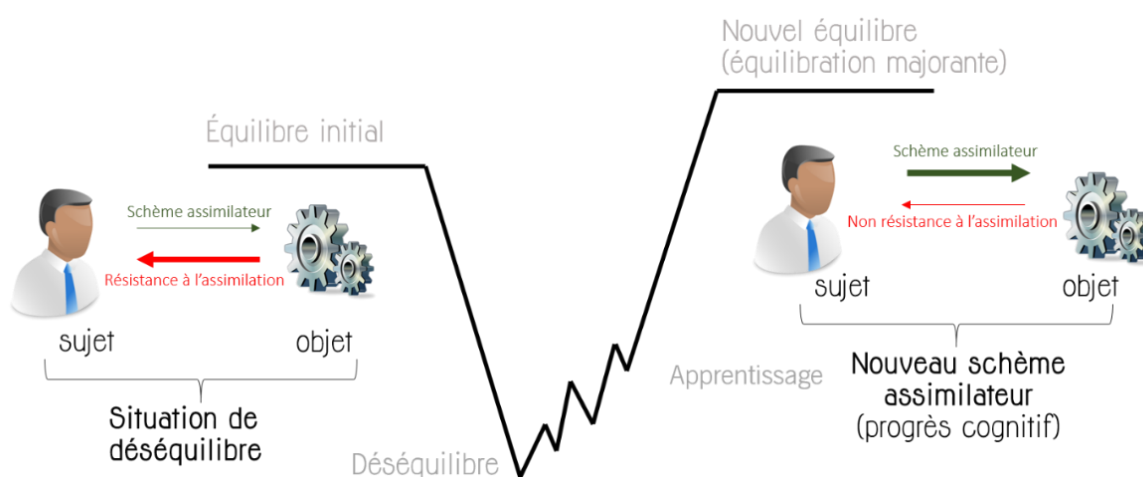 Équilibre initial
Schème assimilateur
Résistance à l'assimilation
sujet
objet
Situation de
déséquilibre
Déséquilibre
Nouvel équilibre
(équilibration majorante)
Schème assimilateur
Non résistance à l'assimilation
sujet
objet
Apprentissage
Nouveau schème
assimilateur
(progrès cognitif)